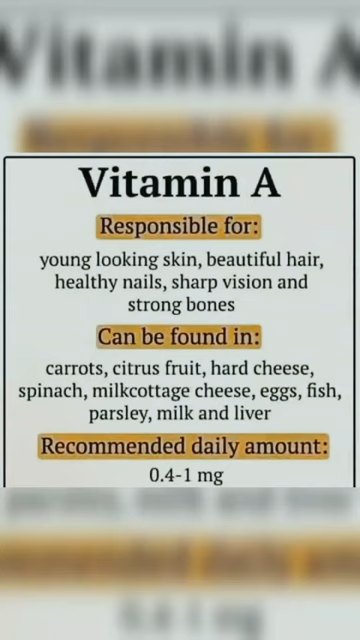 Vitamin A
Responsible for:
young looking skin, beautiful hair,
healthy nails, sharp vision and
strong bones
Can be found in:
carrots, citrus fruit, hard cheese,
spinach, milkcottage cheese, eggs, fish,
parsley, milk and liver
Recommended daily amount:
0.4-1 mg